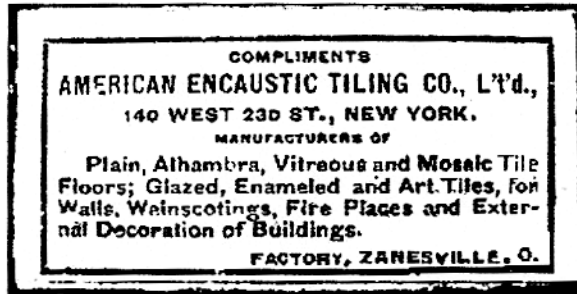 COMPLIMENTS
AMERICAN ENCAUSTIC TILING CO., L't'd.,
140 WEST 23D ST., NEW YORK.
MANUFACTURERS OF
Plain, Alhambra, Vitreous and Mosaic Tile
Floors; Glazed, Enameled and Art Tiles, for
Walls, Wainscotings, Fire Places and Exter-
nal Decoration of Buildings.
FACTORY, ZANESVILLE, O.